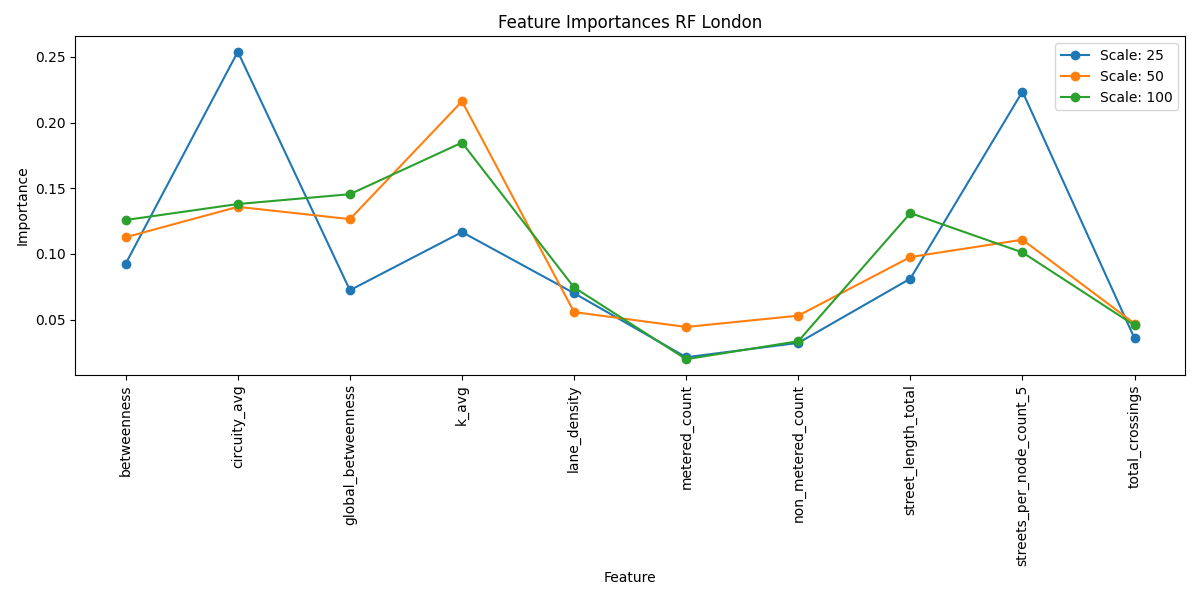 Feature Importances RF London
Importance
0.25
0.20
0.15
0.10
0.05
Scale: 25
Scale: 50
Scale: 100
betweenness
circuity_avg
global_betweenness
k_avg
lane_density
metered_count
non_metered_count
street_length_total
streets_per_node_count_5
total_crossings
Feature